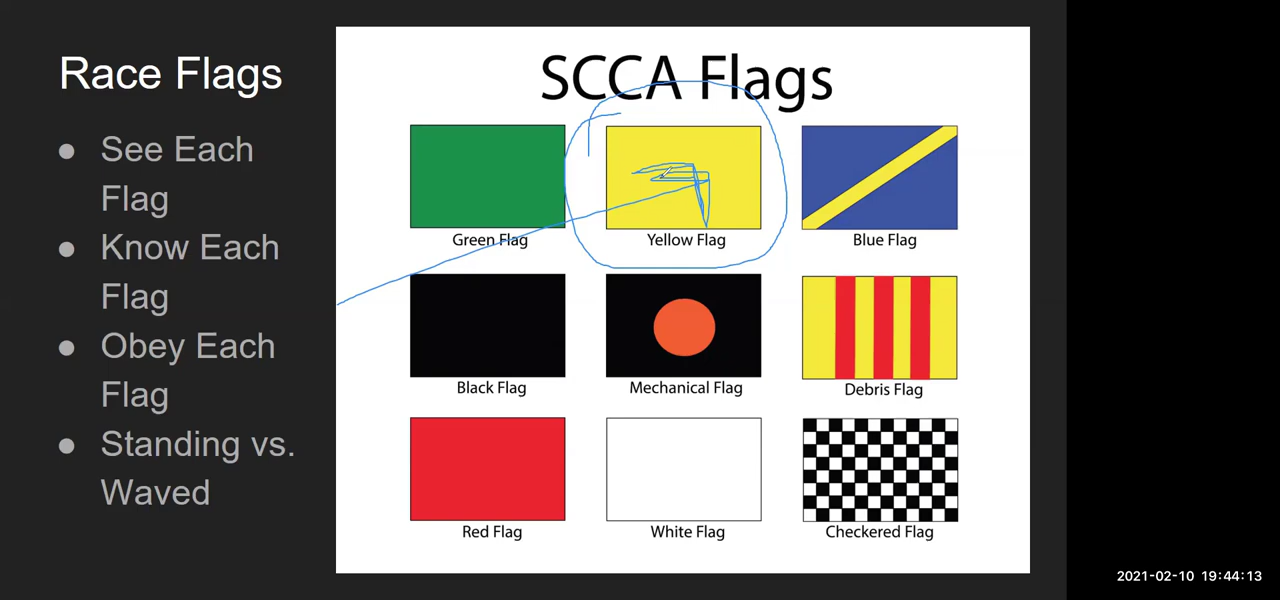 Race Flags
● See Each
Flag
● Know Each
Flag
● Obey Each
Flag
● Standing vs.
Waved
SCCA Flags
Green Flag
Yellow Flag
Blue Flag
Black Flag
Mechanical Flag
Debris Flag
Red Flag
White Flag
Checkered Flag
2021-02-10 19:44:13